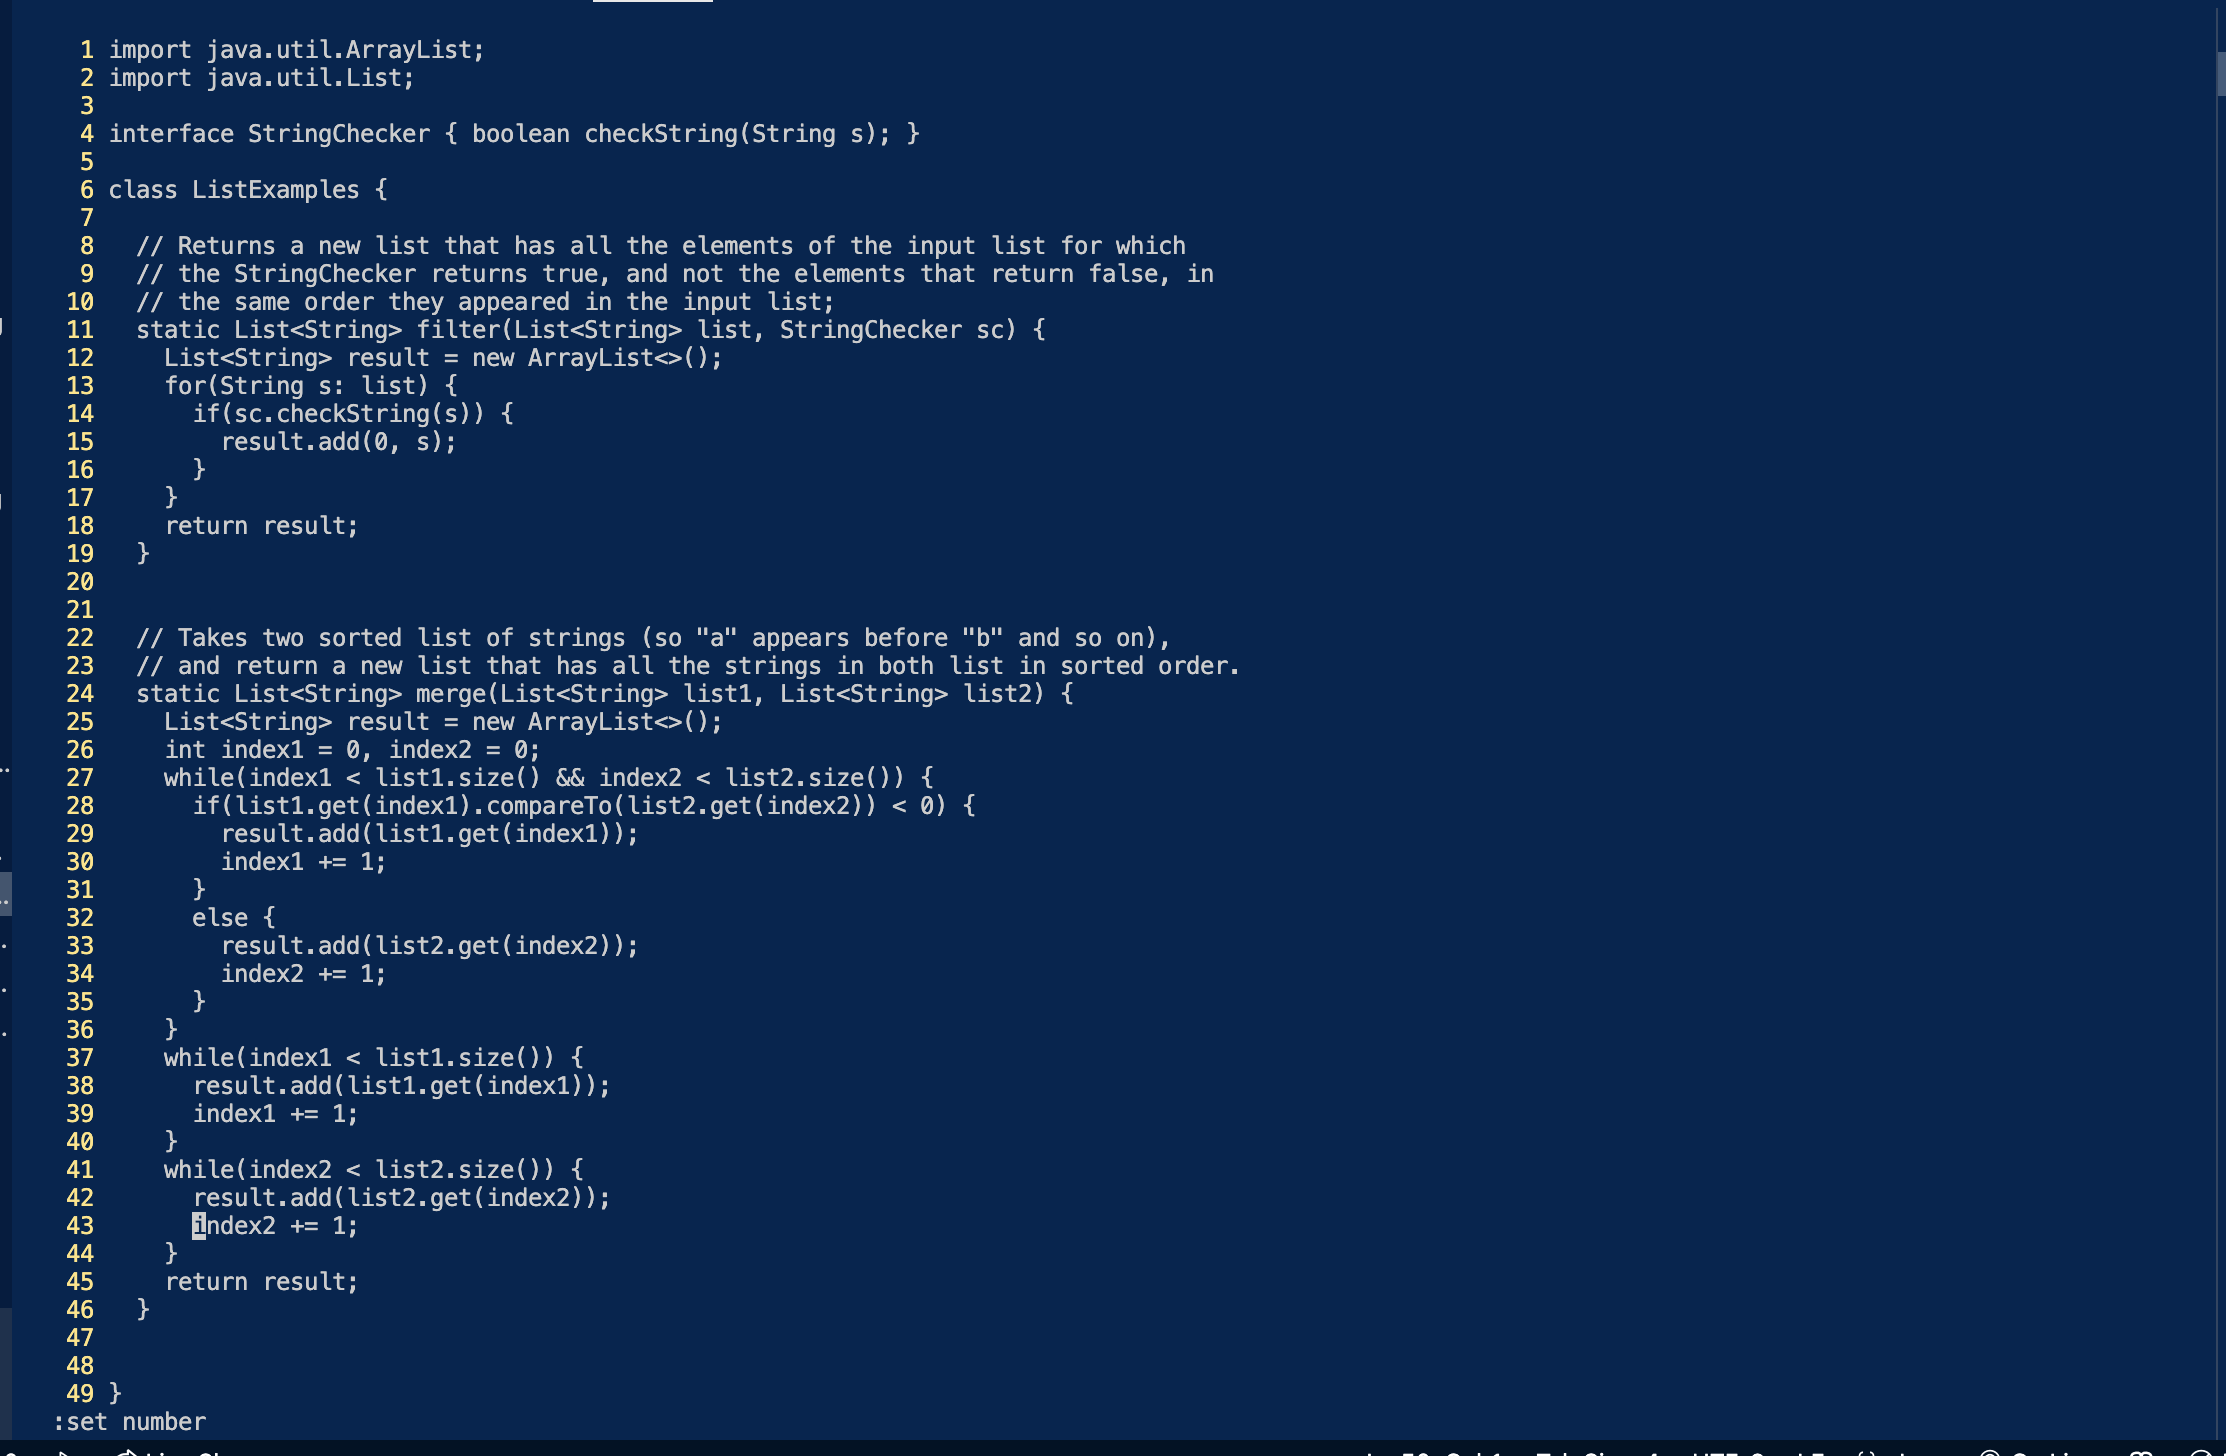 1 import java.util.ArrayList;
2 import java.util.List;
3
4 interface StringChecker { boolean checkString(String s); }
5
6 class ListExamples {
7
8   // Returns a new list that has all the elements of the input list for which
9   // the StringChecker returns true, and not the elements that return false, in
10   // the same order they appeared in the input list;
11   static List<String> filter(List<String> list, StringChecker sc) {
12     List<String> result = new ArrayList<>();
13     for(String s: list) {
14       if(sc.checkString(s)) {
15         result.add(0, s);
16       }
17     }
18     return result;
19   }
20
21
22   // Takes two sorted list of strings (so "a" appears before "b" and so on),
23   // and return a new list that has all the strings in both list in sorted order.
24   static List<String> merge(List<String> list1, List<String> list2) {
25     List<String> result = new ArrayList<>();
26     int index1 = 0, index2 = 0;
27     while(index1 < list1.size() && index2 < list2.size()) {
28       if(list1.get(index1).compareTo(list2.get(index2)) < 0) {
29         result.add(list1.get(index1));
30         index1 += 1;
31       }
32       else {
33         result.add(list2.get(index2));
34         index2 += 1;
35       }
36     }
37     while(index1 < list1.size()) {
38       result.add(list1.get(index1));
39       index1 += 1;
40     }
41     while(index2 < list2.size()) {
42       result.add(list2.get(index2));
43       index2 += 1;
44     }
45     return result;
46   }
47
48
49 }
:set number